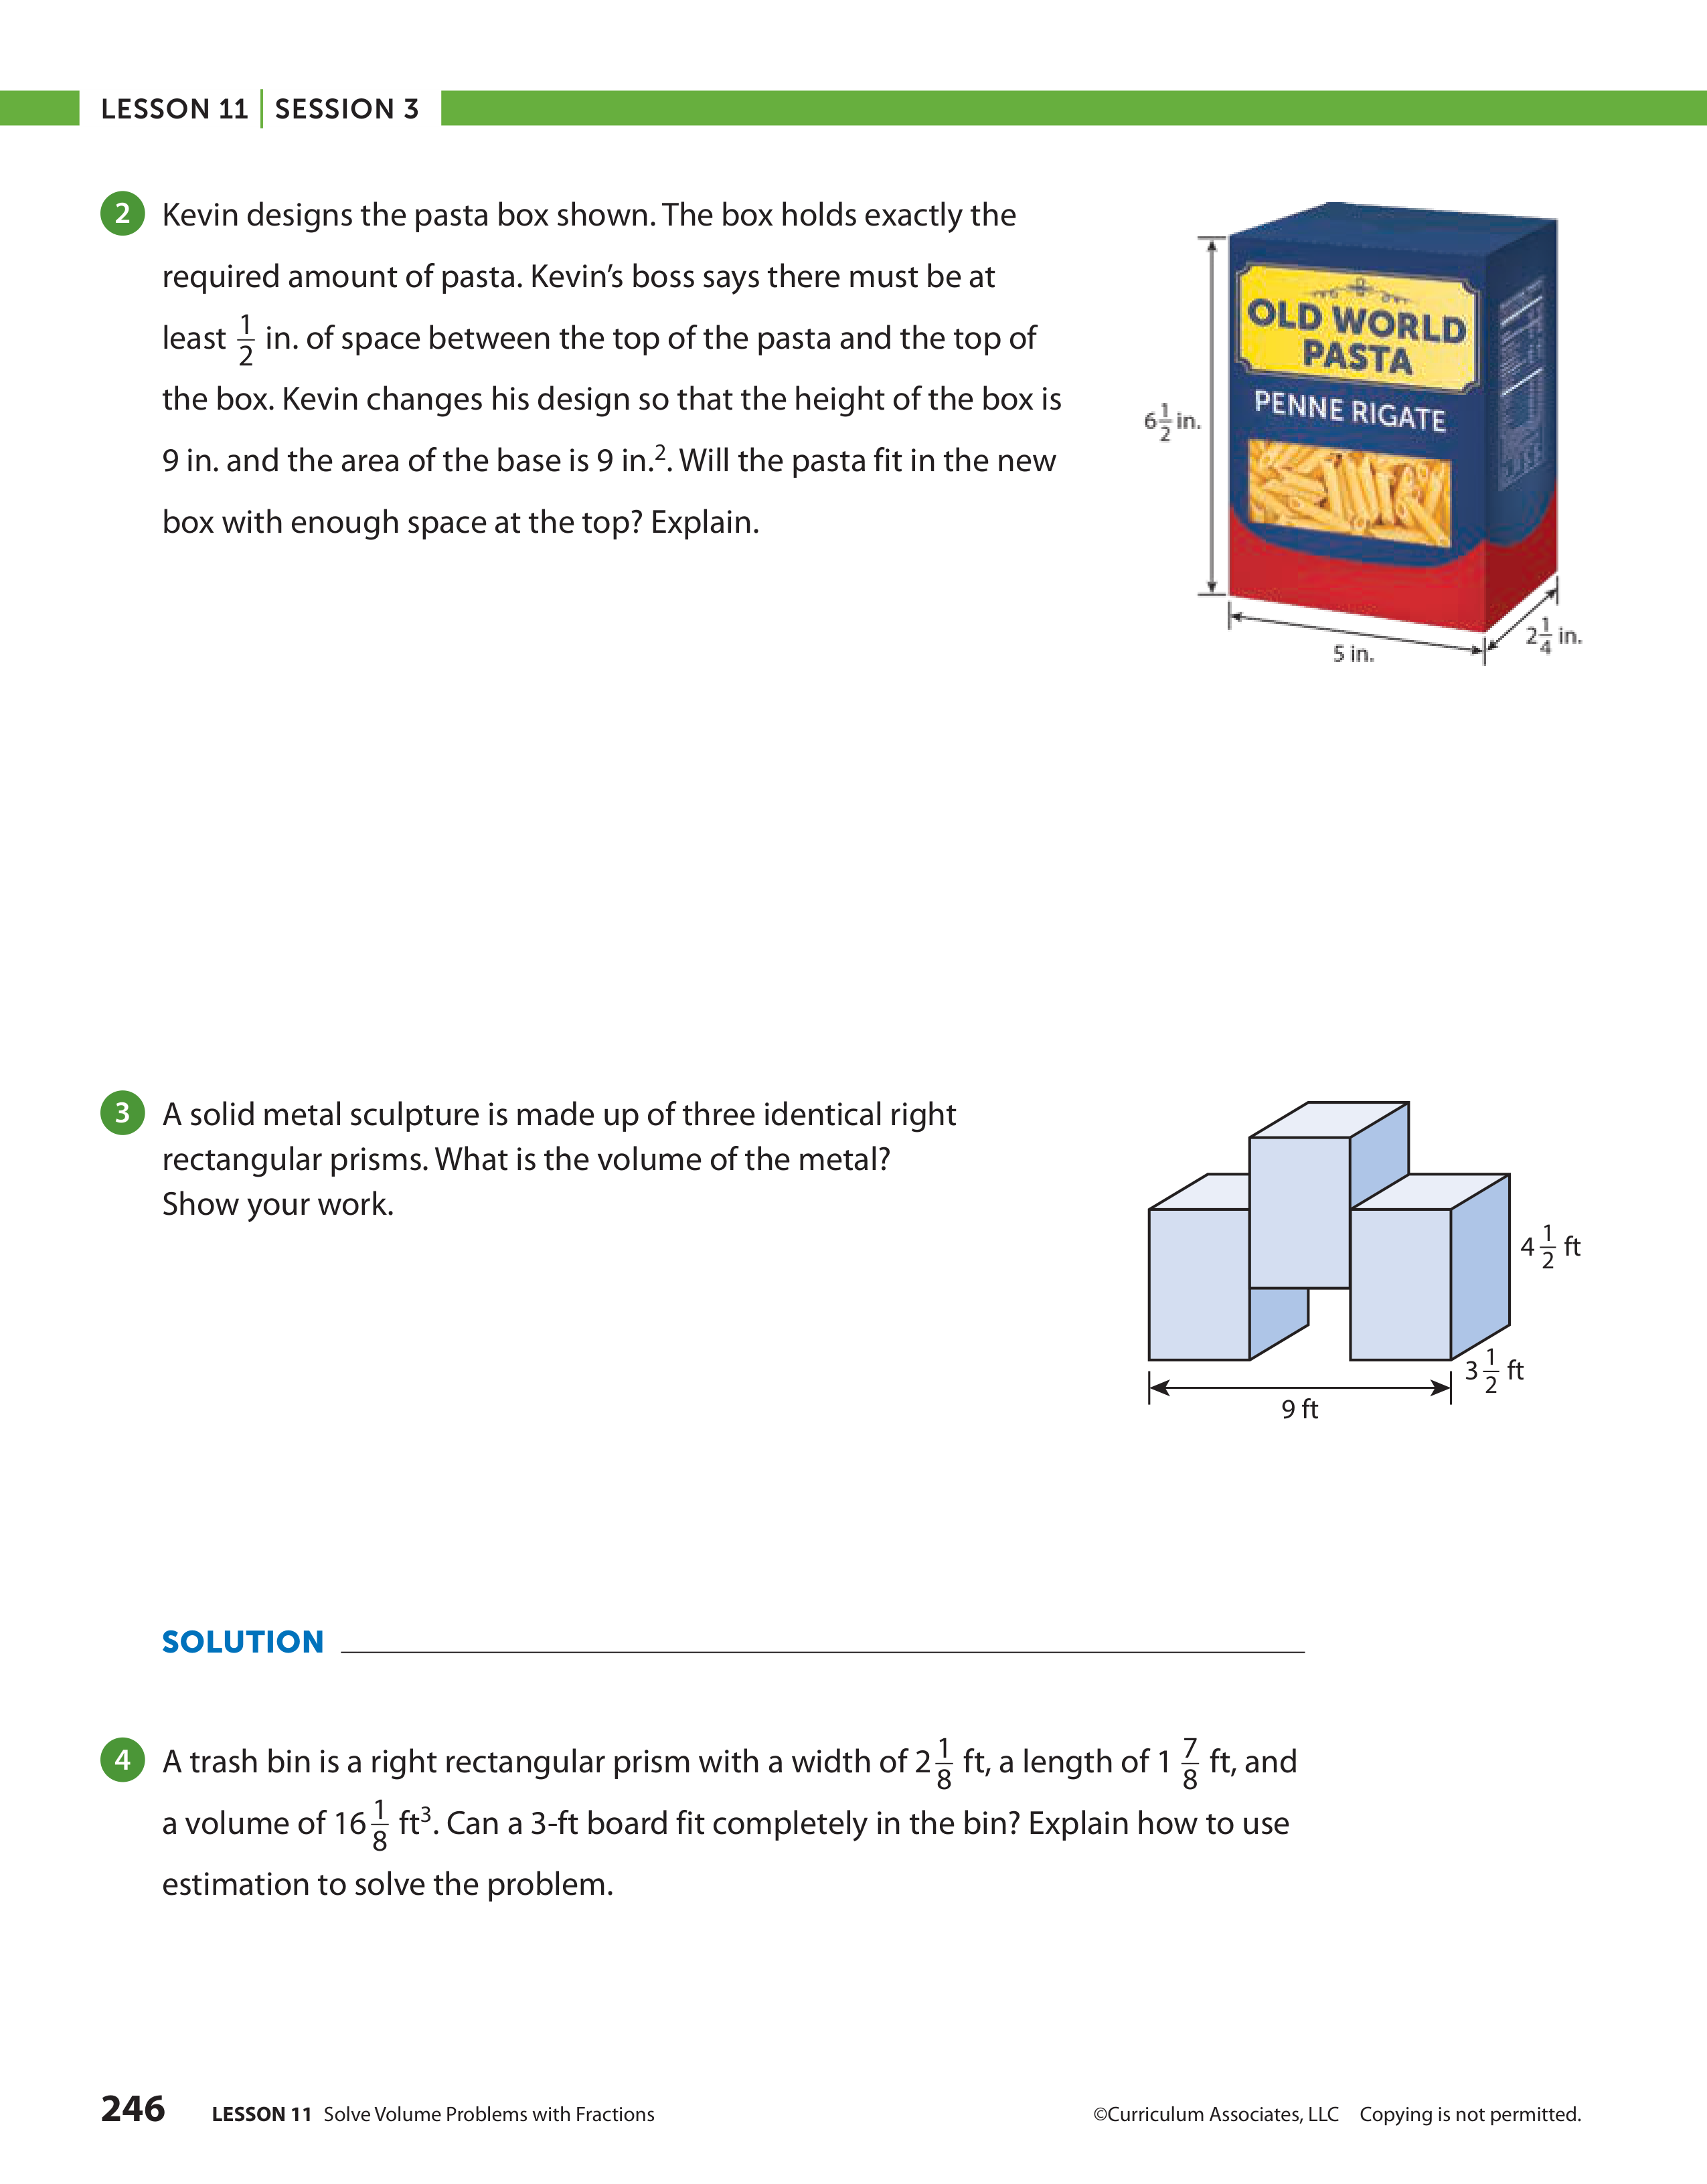 LESSON 11 | SESSION 3
2 Kevin designs the pasta box shown. The box holds exactly the
required amount of pasta. Kevin’s boss says there must be at
least 1/2 in. of space between the top of the pasta and the top of
the box. Kevin changes his design so that the height of the box is
9 in. and the area of the base is 9 in.². Will the pasta fit in the new
box with enough space at the top? Explain.
OLD WORLD
PASTA
PENNE RIGATE
6 1/2 in.
5 in.
2 1/4 in.
3 A solid metal sculpture is made up of three identical right
rectangular prisms. What is the volume of the metal?
Show your work.
4 1/2 ft
3 1/2 ft
9 ft
SOLUTION
4 A trash bin is a right rectangular prism with a width of 2 1/8 ft, a length of 1 7/8 ft, and
a volume of 16 1/8 ft³. Can a 3-ft board fit completely in the bin? Explain how to use
estimation to solve the problem.
246 LESSON 11 Solve Volume Problems with Fractions
©Curriculum Associates, LLC Copying is not permitted.